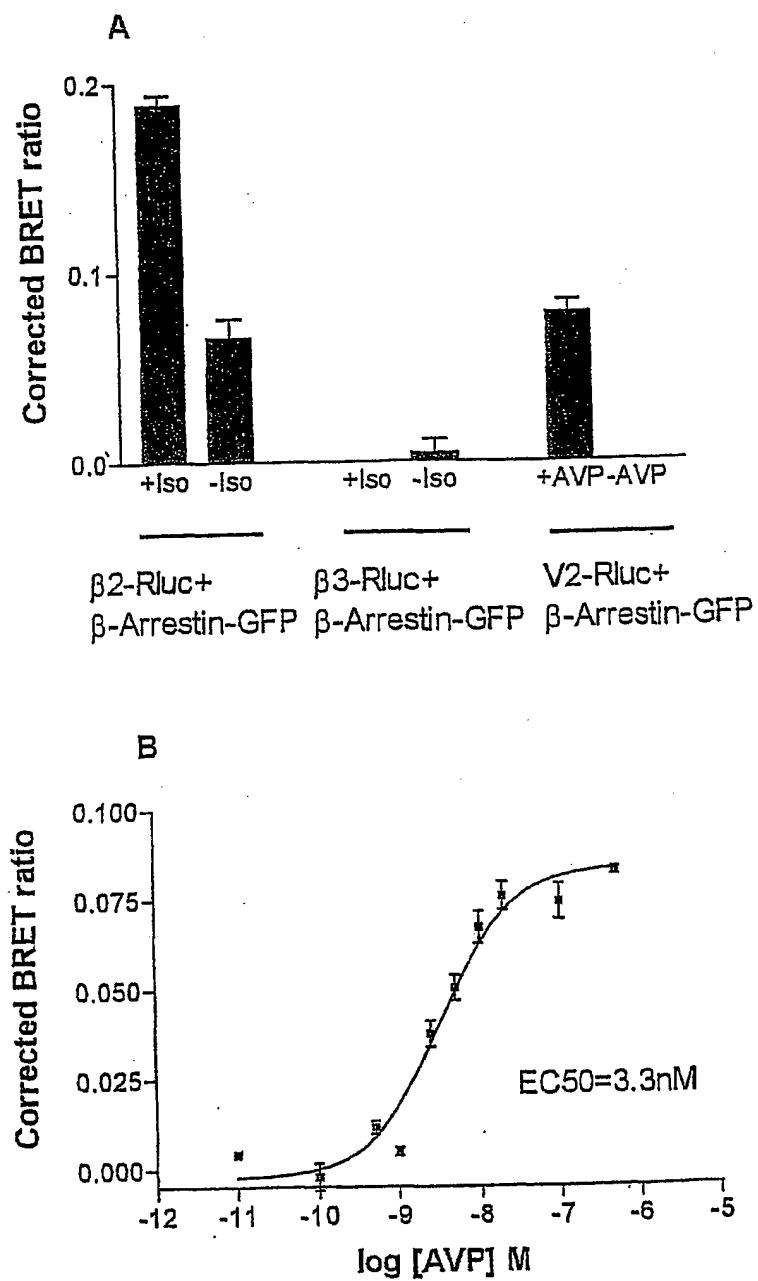 A
Corrected BRET ratio
0.2
0.1
0.0
+Iso -Iso +Iso -Iso +AVP -AVP
β2-Rluc+ β3-Rluc+ V2-Rluc+
β-Arrestin-GFP β-Arrestin-GFP β-Arrestin-GFP
B
Corrected BRET ratio
0.100
0.075
0.050
0.025
0.000
EC50=3.3nM
-12 -11 -10 -9 -8 -7 -6 -5
log [AVP] M